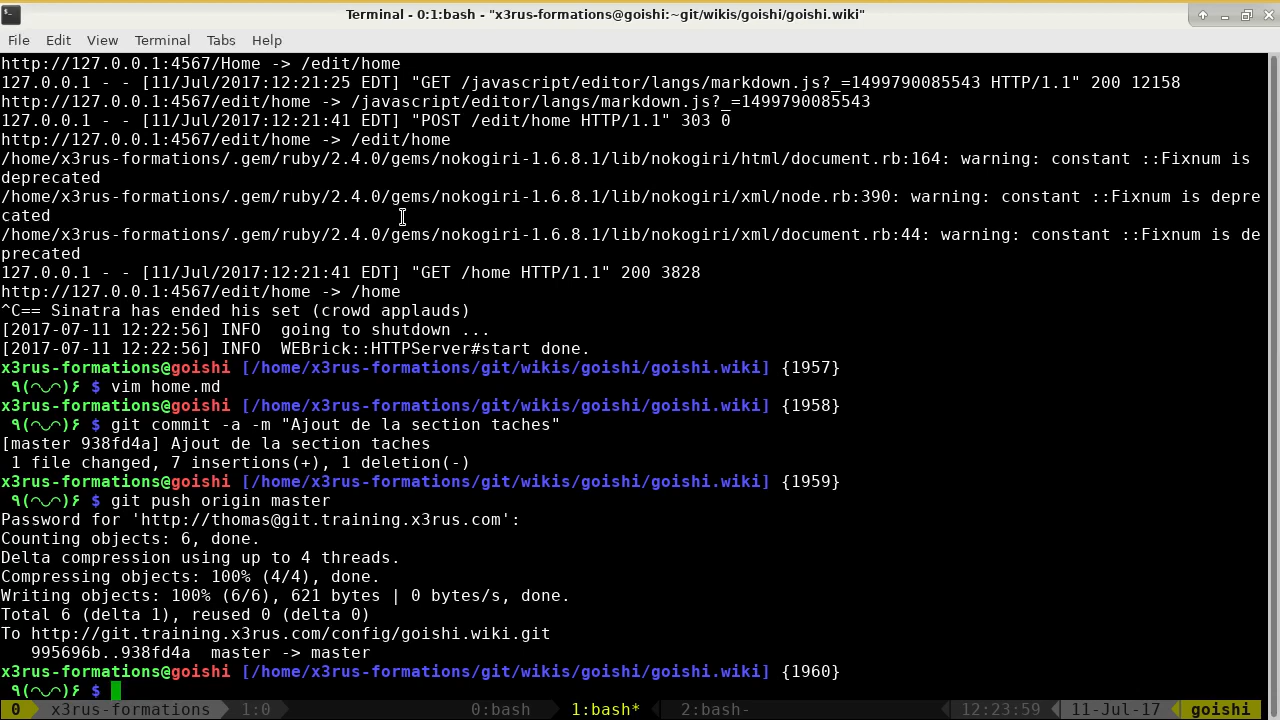 Terminal - 0:1:bash - "x3rus-formations@goishi:~git/wikis/goishi/goishi.wiki"
File Edit View Terminal Tabs Help
http://127.0.0.1:4567/Home -> /edit/home
127.0.0.1 - - [11/Jul/2017:12:21:25 EDT] "GET /javascript/editor/langs/markdown.js?_=1499790085543 HTTP/1.1" 200 12158
http://127.0.0.1:4567/edit/home -> /javascript/editor/langs/markdown.js?_=1499790085543
127.0.0.1 - - [11/Jul/2017:12:21:41 EDT] "POST /edit/home HTTP/1.1" 303 0
http://127.0.0.1:4567/edit/home -> /edit/home
/home/x3rus-formations/.gem/ruby/2.4.0/gems/nokogiri-1.6.8.1/lib/nokogiri/html/document.rb:164: warning: constant ::Fixnum is
deprecated
/home/x3rus-formations/.gem/ruby/2.4.0/gems/nokogiri-1.6.8.1/lib/nokogiri/xml/node.rb:390: warning: constant ::Fixnum is depre
cated
/home/x3rus-formations/.gem/ruby/2.4.0/gems/nokogiri-1.6.8.1/lib/nokogiri/xml/document.rb:44: warning: constant ::Fixnum is de
precated
127.0.0.1 - - [11/Jul/2017:12:21:41 EDT] "GET /home HTTP/1.1" 200 3828
http://127.0.0.1:4567/edit/home -> /home
^C== Sinatra has ended his set (crowd applauds)
[2017-07-11 12:22:56] INFO  going to shutdown ...
[2017-07-11 12:22:56] INFO  WEBrick::HTTPServer#start done.
x3rus-formations@goishi [/home/x3rus-formations/git/wikis/goishi/goishi.wiki] {1957}
٩(◠◡◠)۶ $ vim home.md
x3rus-formations@goishi [/home/x3rus-formations/git/wikis/goishi/goishi.wiki] {1958}
٩(◠◡◠)۶ $ git commit -a -m "Ajout de la section taches"
[master 938fd4a] Ajout de la section taches
1 file changed, 7 insertions(+), 1 deletion(-)
x3rus-formations@goishi [/home/x3rus-formations/git/wikis/goishi/goishi.wiki] {1959}
٩(◠◡◠)۶ $ git push origin master
Password for 'http://thomas@git.training.x3rus.com':
Counting objects: 6, done.
Delta compression using up to 4 threads.
Compressing objects: 100% (4/4), done.
Writing objects: 100% (6/6), 621 bytes | 0 bytes/s, done.
Total 6 (delta 1), reused 0 (delta 0)
To http://git.training.x3rus.com/config/goishi.wiki.git
995696b..938fd4a  master -> master
x3rus-formations@goishi [/home/x3rus-formations/git/wikis/goishi/goishi.wiki] {1960}
٩(◠◡◠)۶ $
0 x3rus-formations 1:0 0:bash 1:bash* 2:bash- 12:23:59 11-Jul-17 goishi